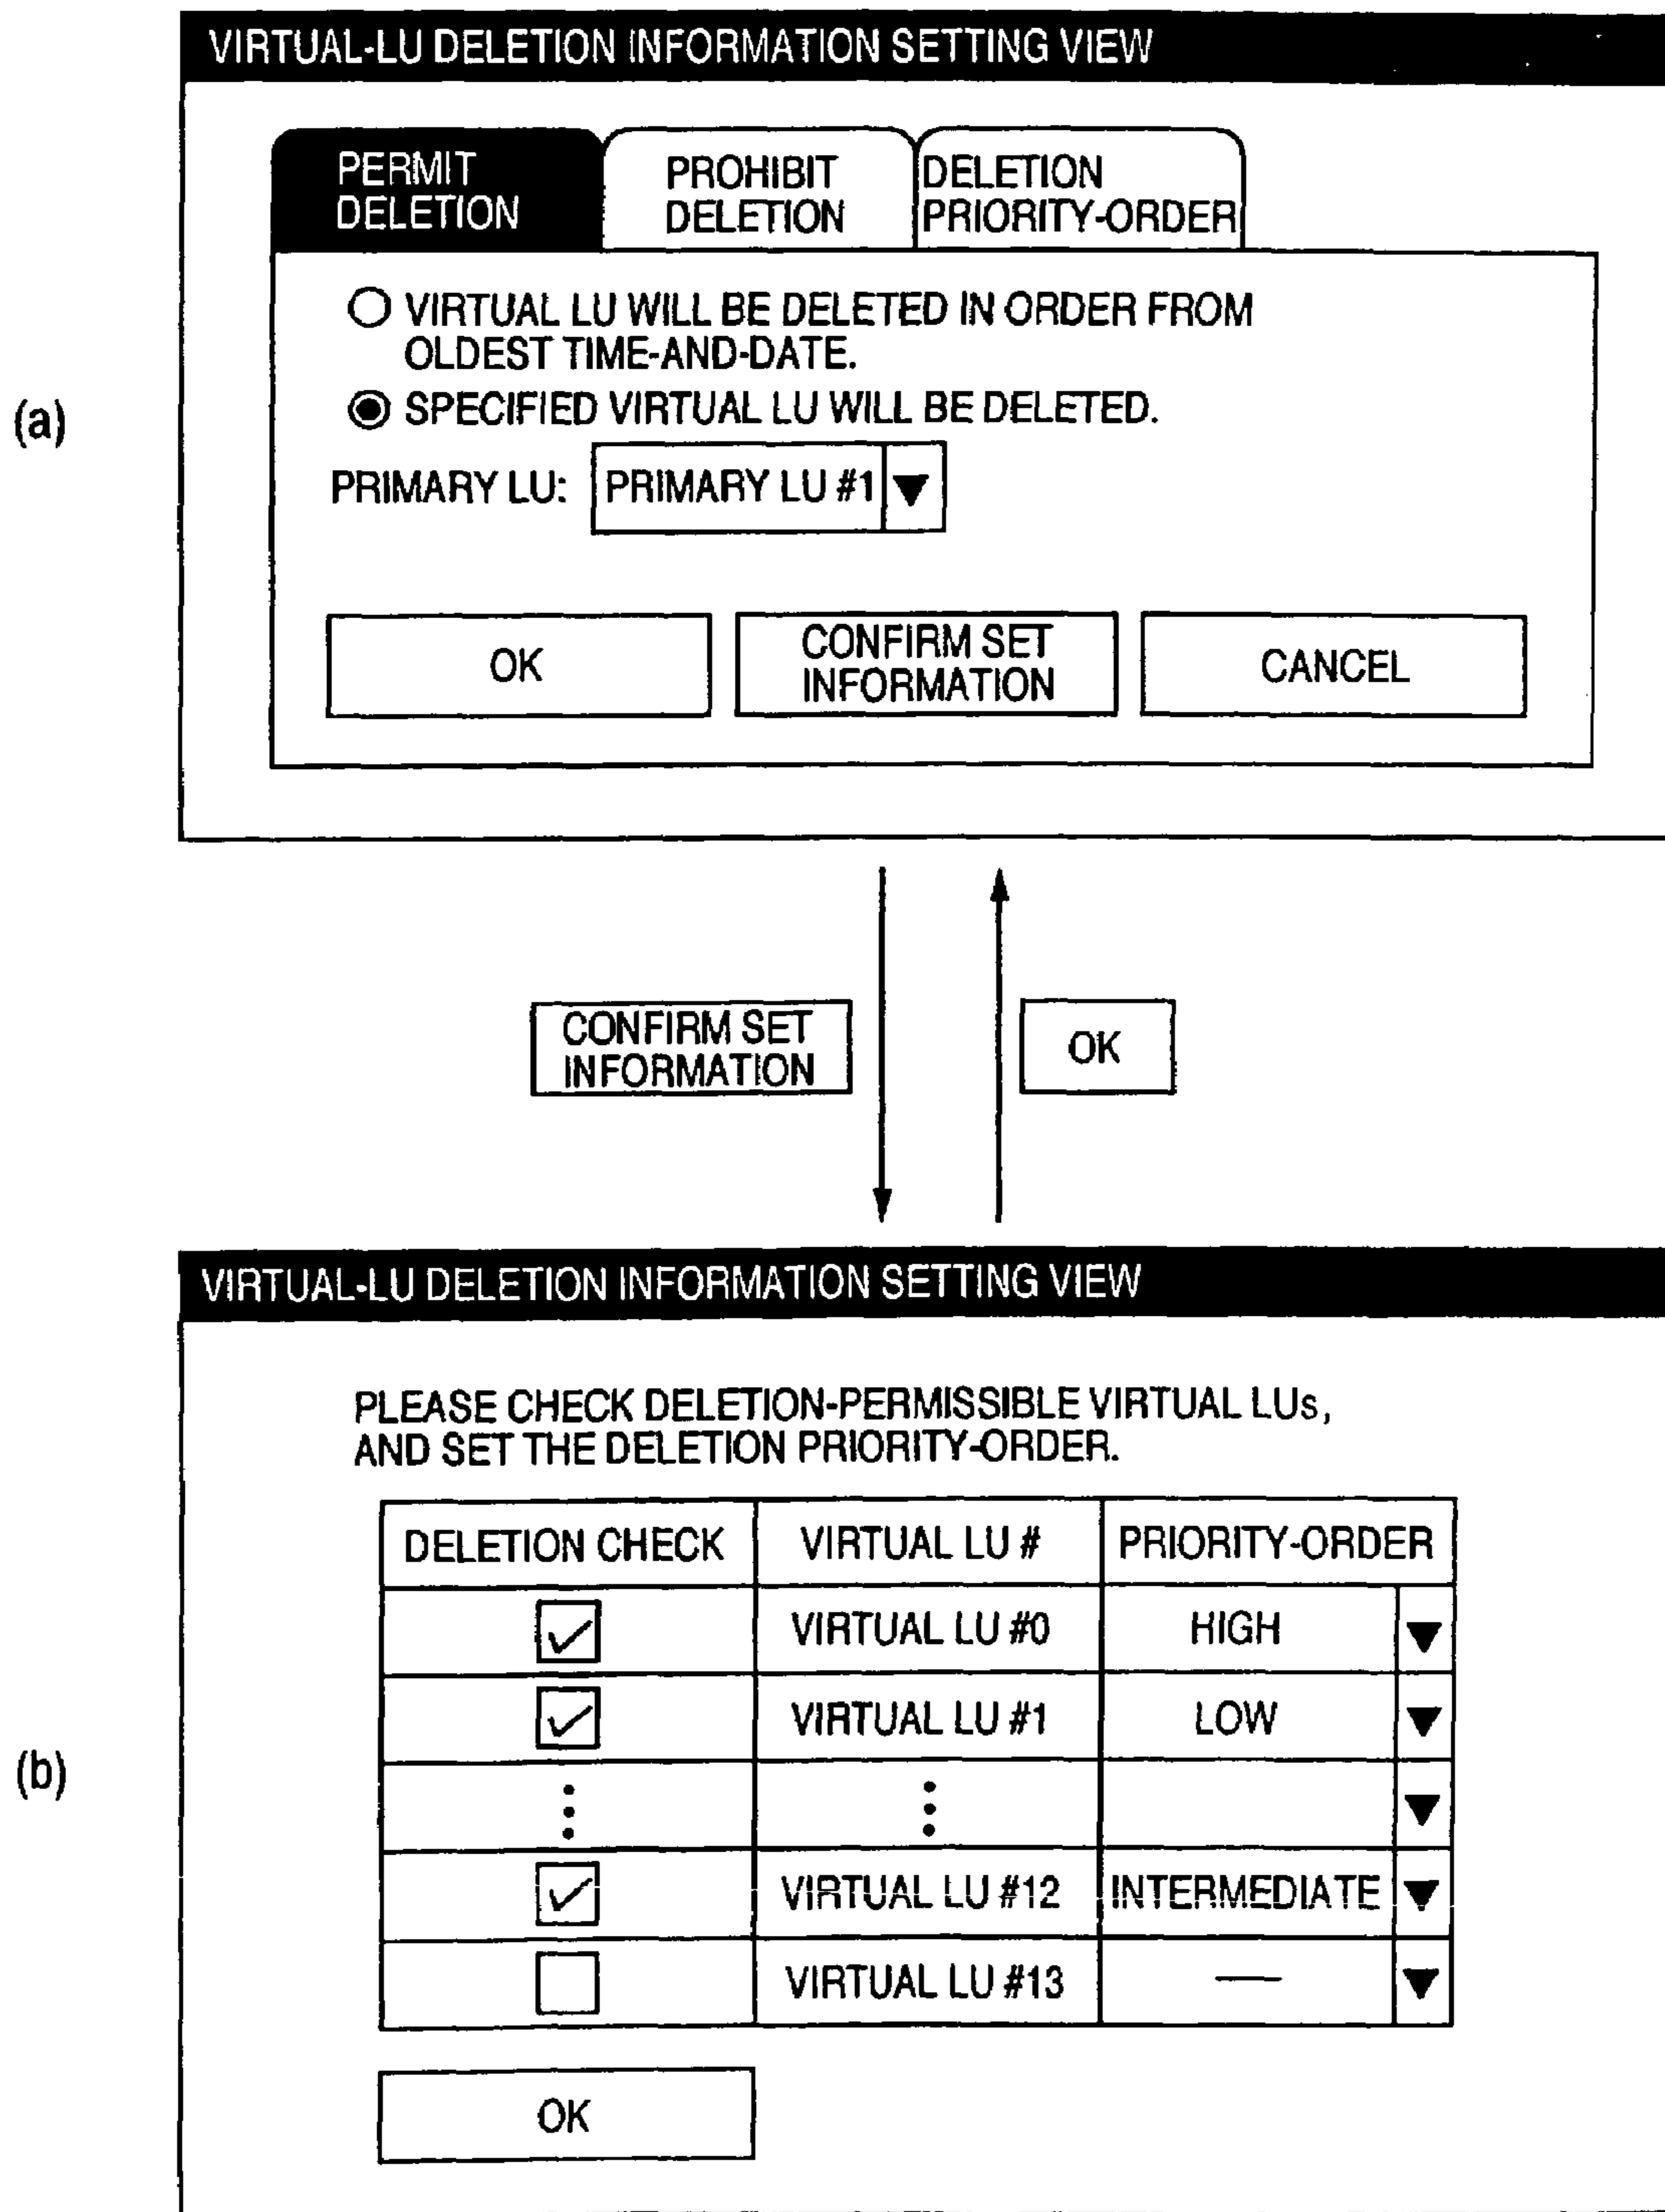 VIRTUAL-LU DELETION INFORMATION SETTING VIEW
PERMIT
DELETION
PROHIBIT
DELETION
DELETION
PRIORITY-ORDER
VIRTUAL LU WILL BE DELETED IN ORDER FROM
OLDEST TIME-AND-DATE.
(a)
SPECIFIED VIRTUAL LU WILL BE DELETED.
PRIMARY LU: PRIMARY LU #1
OK
CONFIRM SET
INFORMATION
CANCEL
CONFIRM SET
INFORMATION
OK
VIRTUAL-LU DELETION INFORMATION SETTING VIEW
PLEASE CHECK DELETION-PERMISSIBLE VIRTUAL LUs,
AND SET THE DELETION PRIORITY-ORDER.
DELETION CHECK VIRTUAL LU # PRIORITY-ORDER
VIRTUAL LU #0 HIGH
VIRTUAL LU #1 LOW
(b)
VIRTUAL LU #12 INTERMEDIATE
VIRTUAL LU #13 —
OK